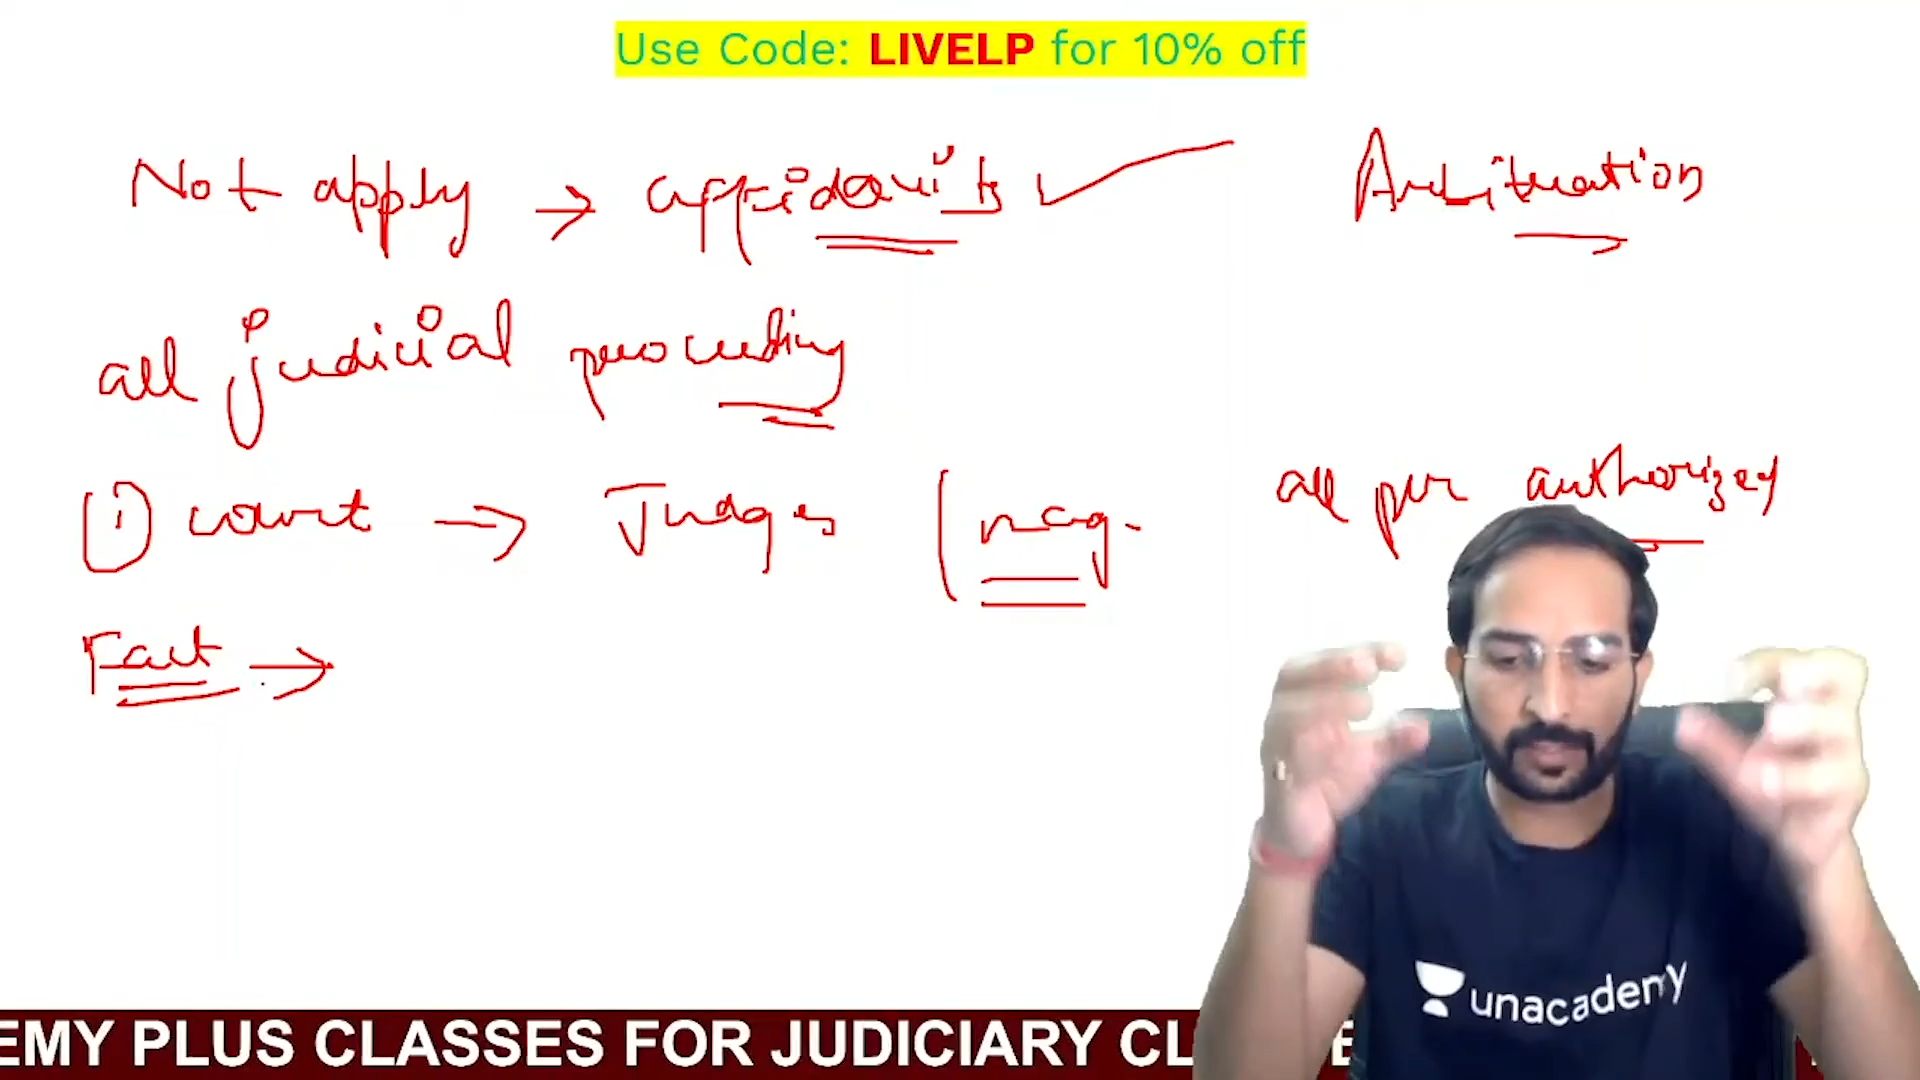 Use Code: LIVELP for 10% off
Not apply → affidavits ✓ Arbitration
all judicial proceeding
① court → Judges (mag. all per authorized
Fact →
unacademy
EMY PLUS CLASSES FOR JUDICIARY CL